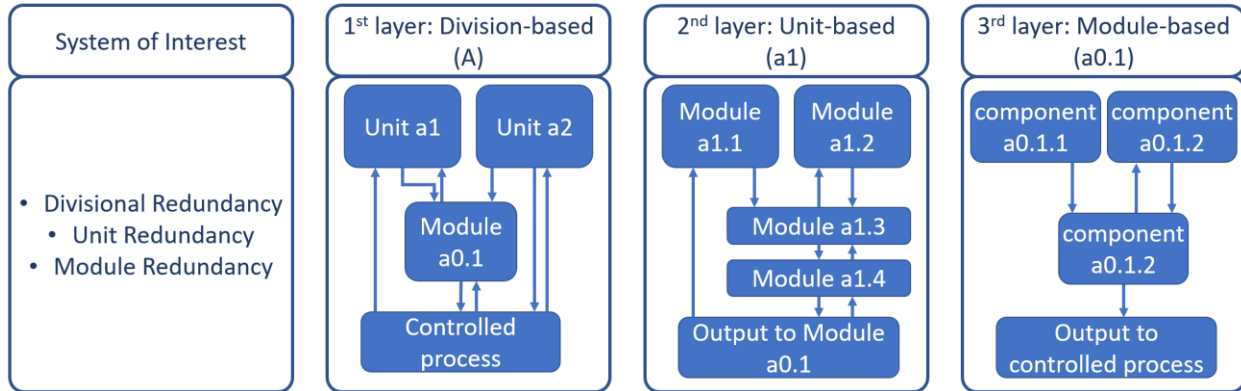 System of Interest
• Divisional Redundancy
• Unit Redundancy
• Module Redundancy
1st layer: Division-based
(A)
Unit a1
Unit a2
Module
a0.1
Controlled
process
2nd layer: Unit-based
(a1)
Module
a1.1
Module
a1.2
Module a1.3
Module a1.4
Output to Module
a0.1
3rd layer: Module-based
(a0.1)
component
a0.1.1
component
a0.1.2
component
a0.1.2
Output to
controlled process